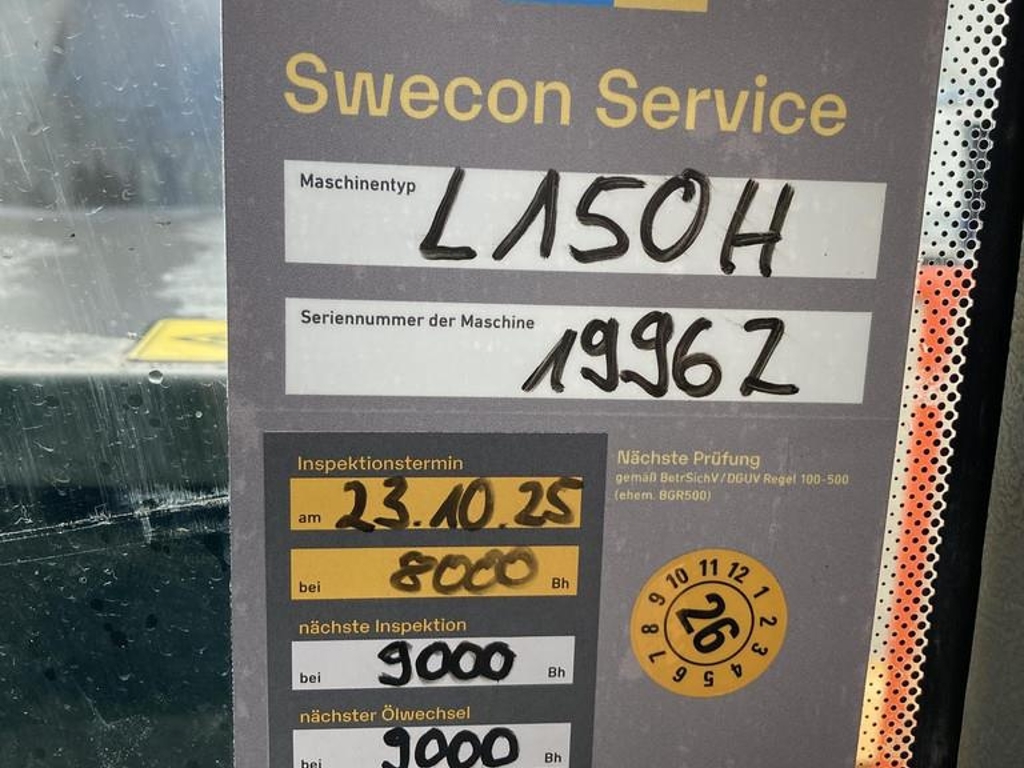 Swecon Service
Maschinentyp L150H
Seriennummer der Maschine 19962
Inspektionstermin
am 23.10.25
bei 8000 Bh
nächste Inspektion
bei 9000 Bh
nächster Ölwechsel
bei 9000 Bh
Nächste Prüfung
gemäß BetrSichV/DGUV Regel 100-500
(ehem. BGR500)
1 2 3 4 5 6 7 8 9 10 11 12
26